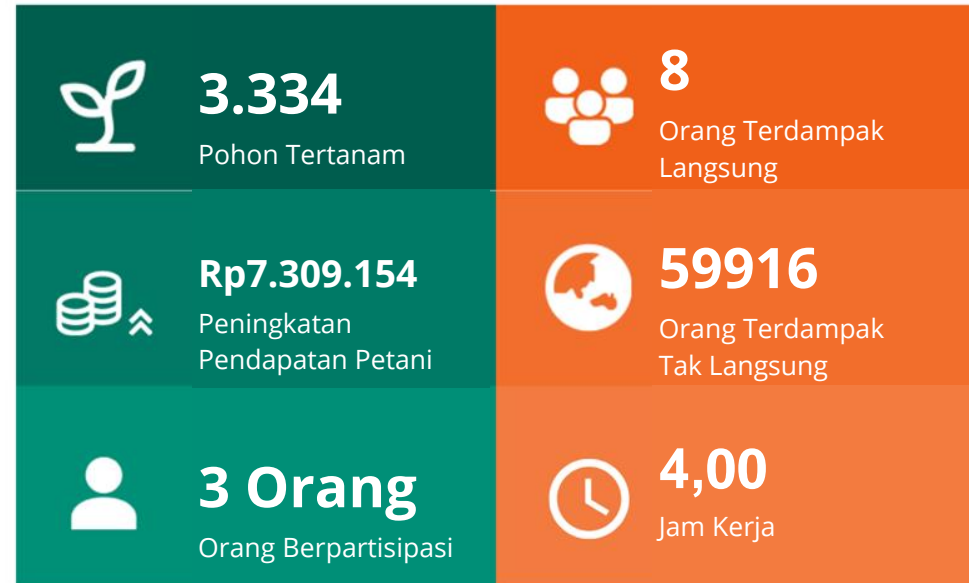 3.334
Pohon Tertanam
8
Orang Terdampak
Langsung
Rp7.309.154
Peningkatan
Pendapatan Petani
59916
Orang Terdampak
Tak Langsung
3 Orang
Orang Berpartisipasi
4,00
Jam Kerja